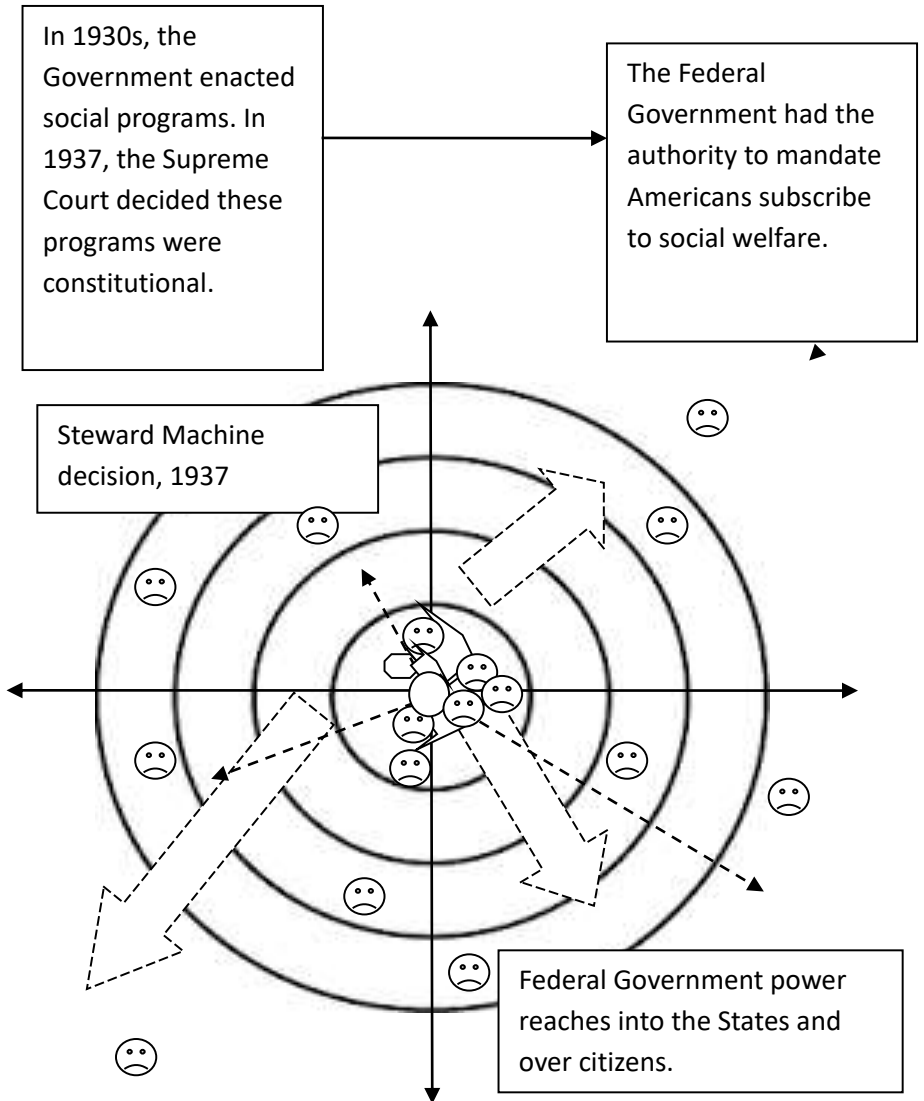 In 1930s, the
Government enacted
social programs. In
1937, the Supreme
Court decided these
programs were
constitutional.
The Federal
Government had the
authority to mandate
Americans subscribe
to social welfare.
Steward Machine
decision, 1937
Federal Government power
reaches into the States and
over citizens.